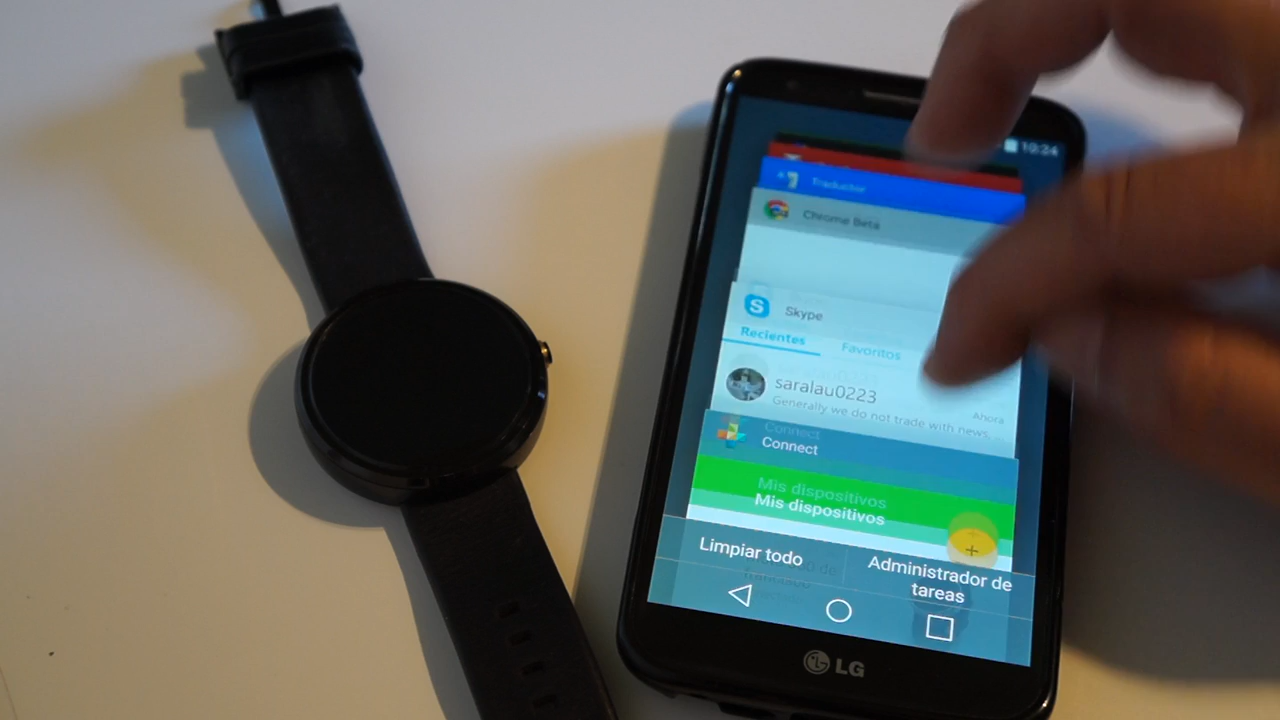 10:24
Traductor
Chrome Beta
Skype
Recientes
Favoritos
saralau0223
Ahora
Generally we do not trade with news...
Connect
Connect
Mis dispositivos
Mis dispositivos
+
Limpiar todo
Administrador de
tareas
LG